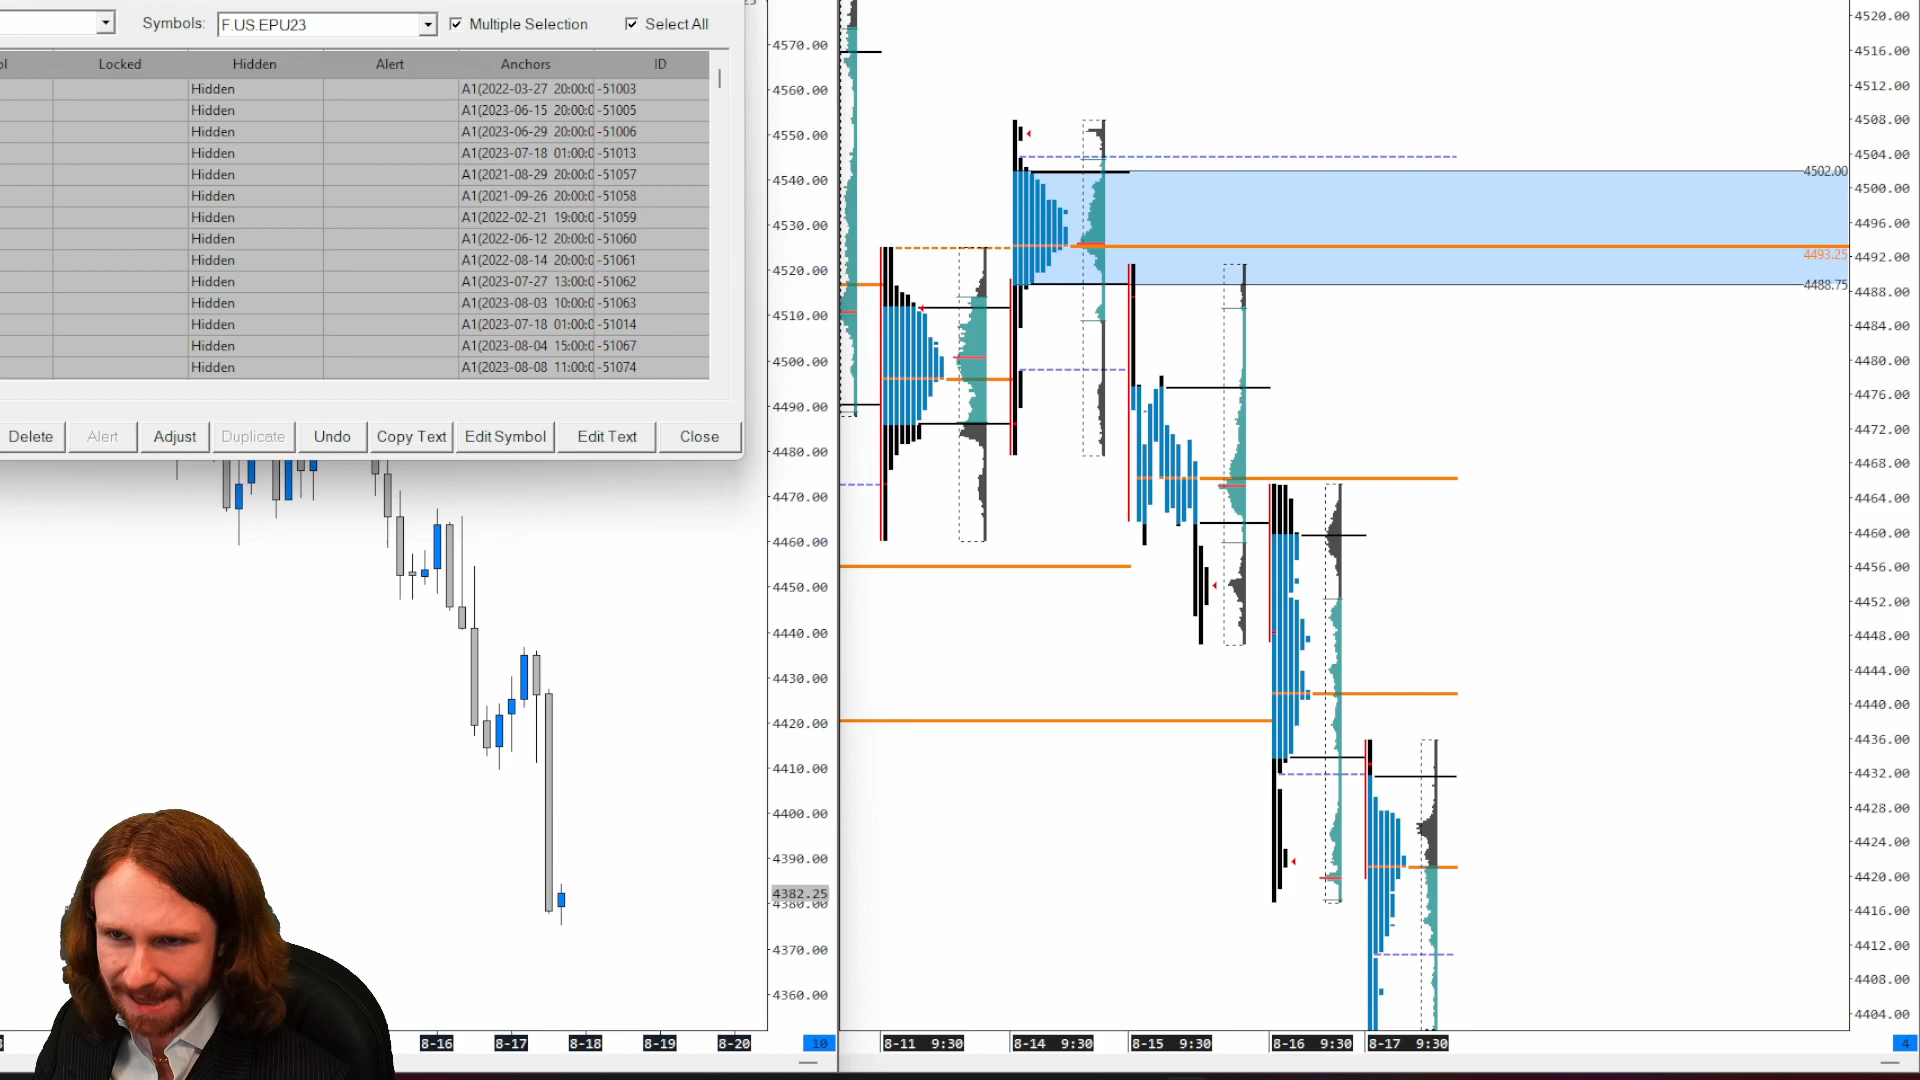 Symbols: F.US.EPU23 Multiple Selection Select All
ol Locked Hidden Alert Anchors ID
Hidden A1(2022-03-27 20:00:0 -51003
Hidden A1(2023-06-15 20:00:0 -51005
Hidden A1(2023-06-29 20:00:0 -51006
Hidden A1(2023-07-18 01:00:0 -51013
Hidden A1(2021-08-29 20:00:0 -51057
Hidden A1(2021-09-26 20:00:0 -51058
Hidden A1(2022-02-21 19:00:0 -51059
Hidden A1(2022-06-12 20:00:0 -51060
Hidden A1(2022-08-14 20:00:0 -51061
Hidden A1(2023-07-27 13:00:0 -51062
Hidden A1(2023-08-03 10:00:0 -51063
Hidden A1(2023-07-18 01:00:0 -51014
Hidden A1(2023-08-04 15:00:0 -51067
Hidden A1(2023-08-08 11:00:0 -51074
Delete Alert Adjust Duplicate Undo Copy Text Edit Symbol Edit Text Close
4570.00
4560.00
4550.00
4540.00
4530.00
4520.00
4510.00
4500.00
4490.00
4480.00
4470.00
4460.00
4450.00
4440.00
4430.00
4420.00
4410.00
4400.00
4390.00
4382.25
4380.00
4370.00
4360.00
8-16 8-17 8-18 8-19 8-20 10
4502.00
4493.25
4488.75
4520.00
4516.00
4512.00
4508.00
4504.00
4500.00
4496.00
4492.00
4488.00
4484.00
4480.00
4476.00
4472.00
4468.00
4464.00
4460.00
4456.00
4452.00
4448.00
4444.00
4440.00
4436.00
4432.00
4428.00
4424.00
4420.00
4416.00
4412.00
4408.00
4404.00
8-11 9:30 8-14 9:30 8-15 9:30 8-16 9:30 8-17 9:30 4